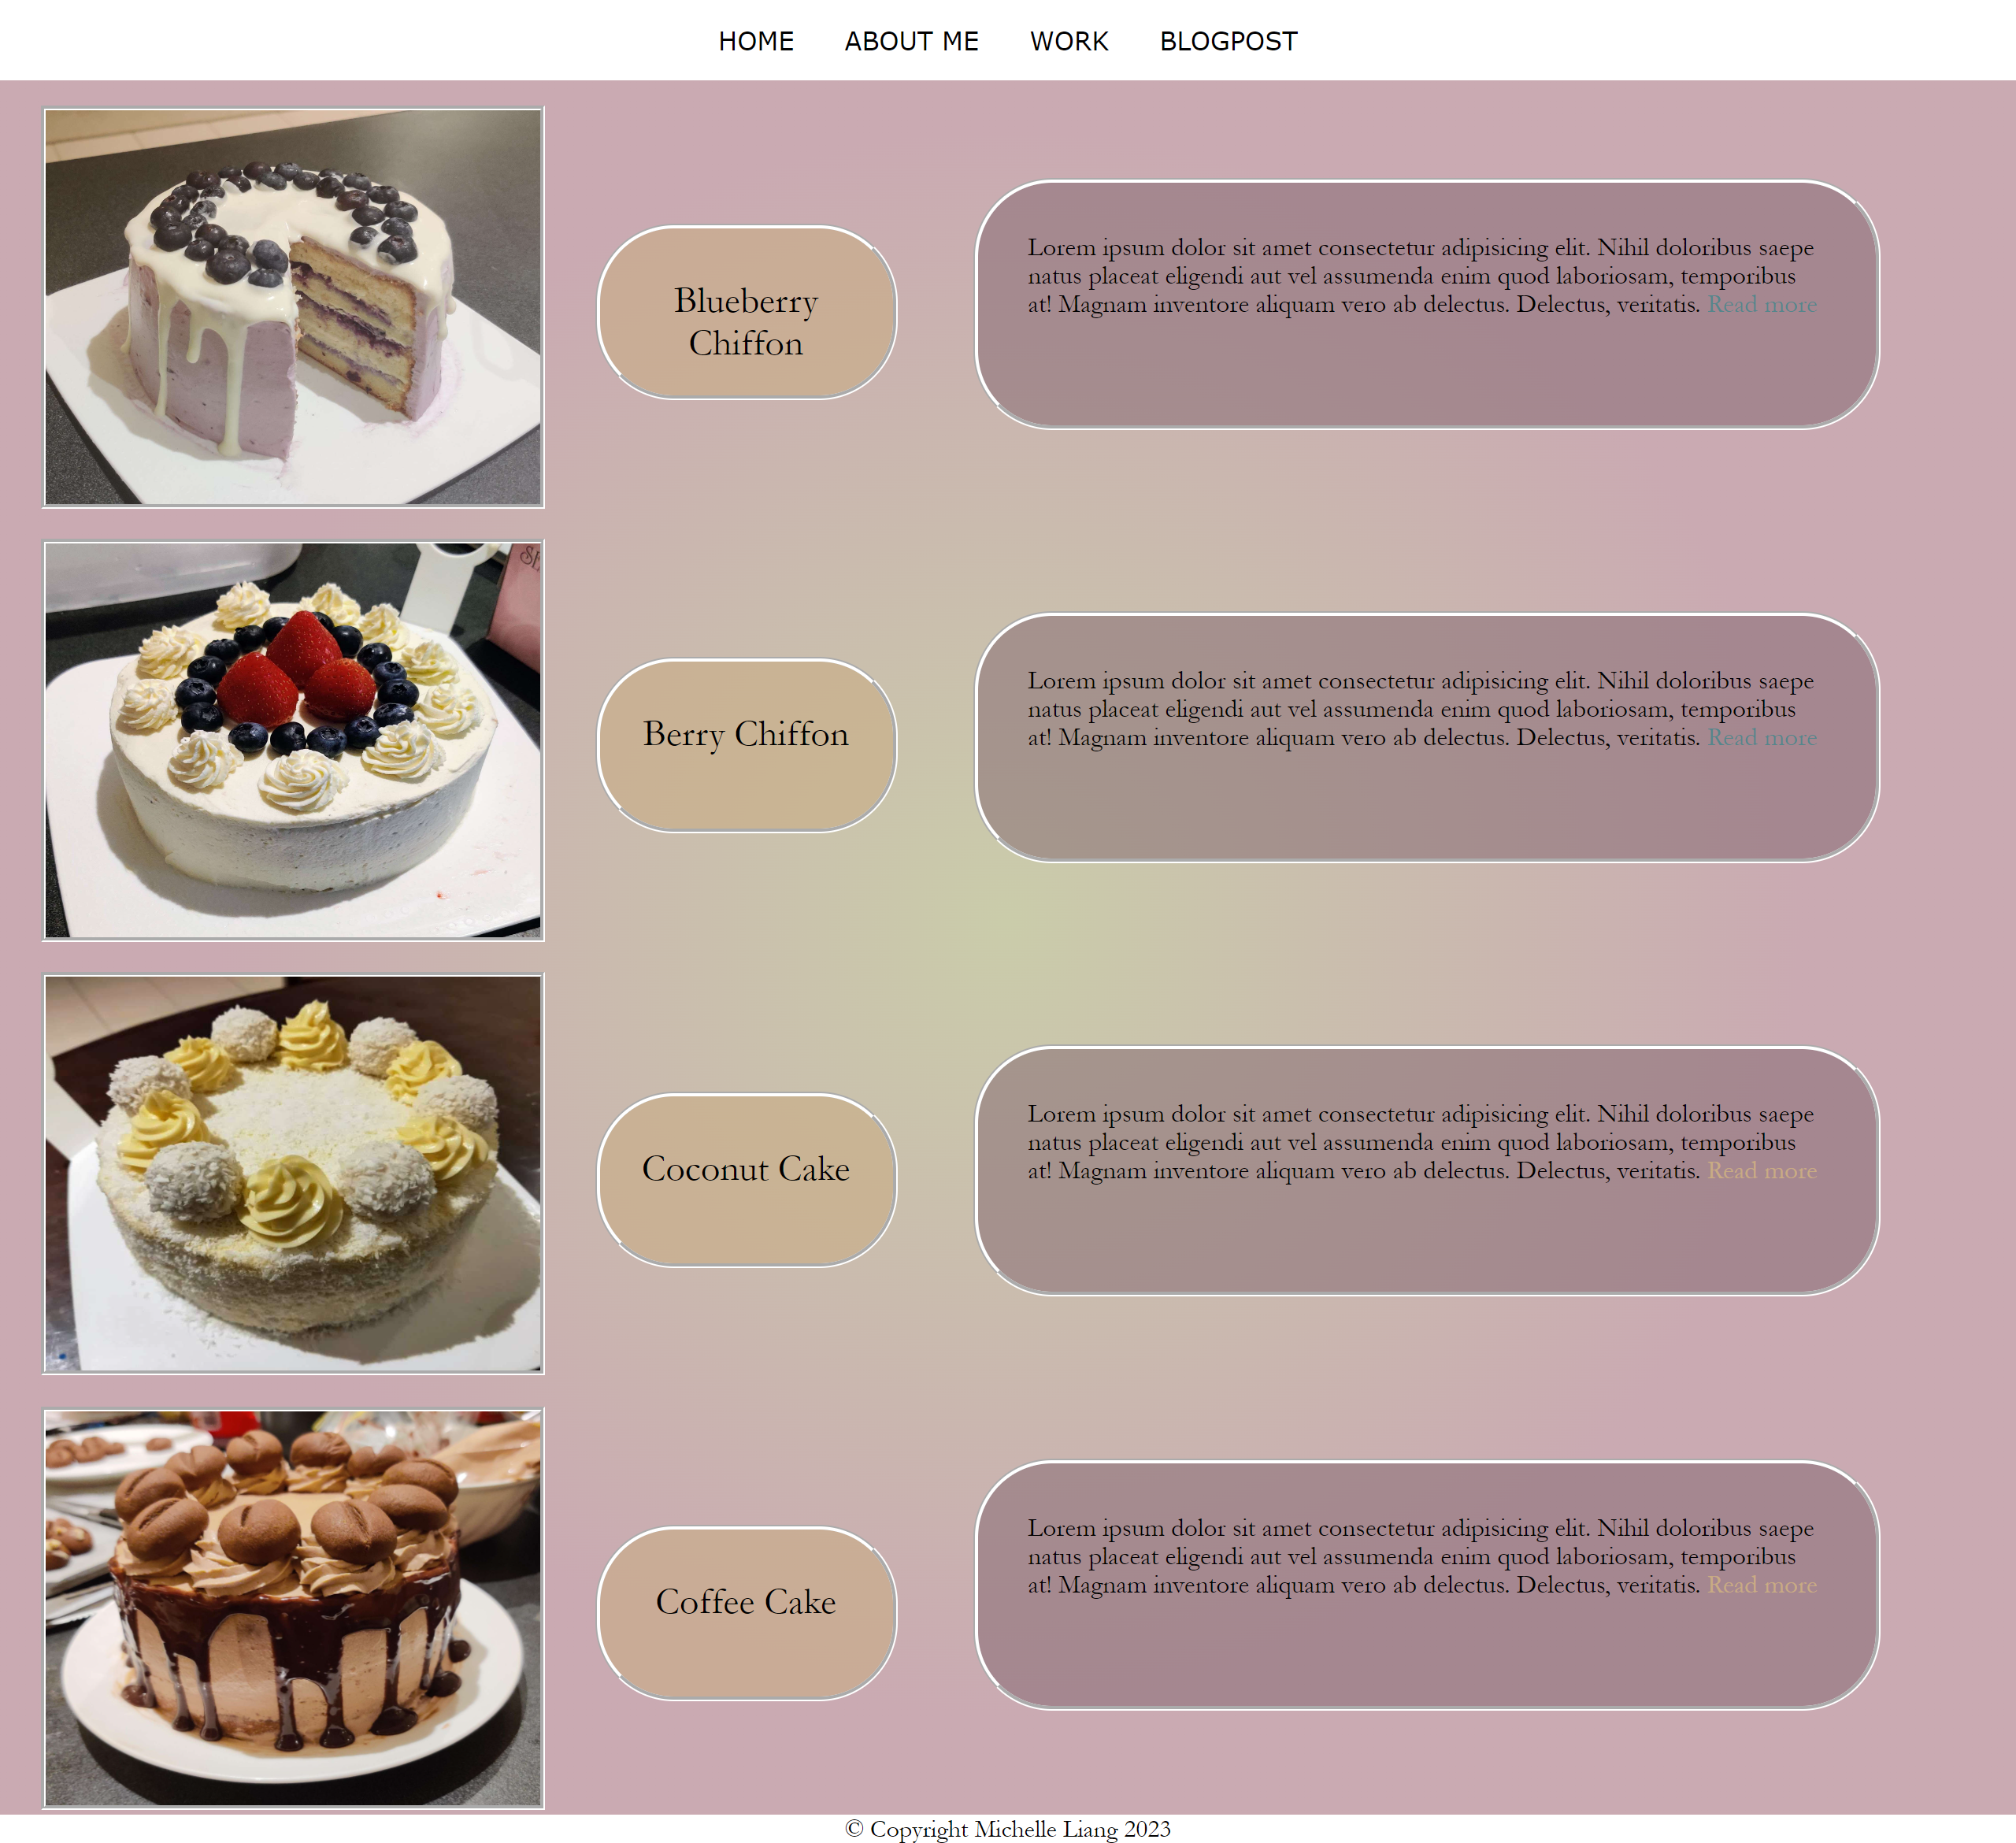 HOME ABOUT ME WORK BLOGPOST
Blueberry
Chiffon
Lorem ipsum dolor sit amet consectetur adipisicing elit. Nihil doloribus saepe
natus placeat eligendi aut vel assumenda enim quod laboriosam, temporibus
at! Magnam inventore aliquam vero ab delectus. Delectus, veritatis. Read more
Berry Chiffon
Lorem ipsum dolor sit amet consectetur adipisicing elit. Nihil doloribus saepe
natus placeat eligendi aut vel assumenda enim quod laboriosam, temporibus
at! Magnam inventore aliquam vero ab delectus. Delectus, veritatis. Read more
Coconut Cake
Lorem ipsum dolor sit amet consectetur adipisicing elit. Nihil doloribus saepe
natus placeat eligendi aut vel assumenda enim quod laboriosam, temporibus
at! Magnam inventore aliquam vero ab delectus. Delectus, veritatis. Read more
Coffee Cake
Lorem ipsum dolor sit amet consectetur adipisicing elit. Nihil doloribus saepe
natus placeat eligendi aut vel assumenda enim quod laboriosam, temporibus
at! Magnam inventore aliquam vero ab delectus. Delectus, veritatis. Read more
© Copyright Michelle Liang 2023